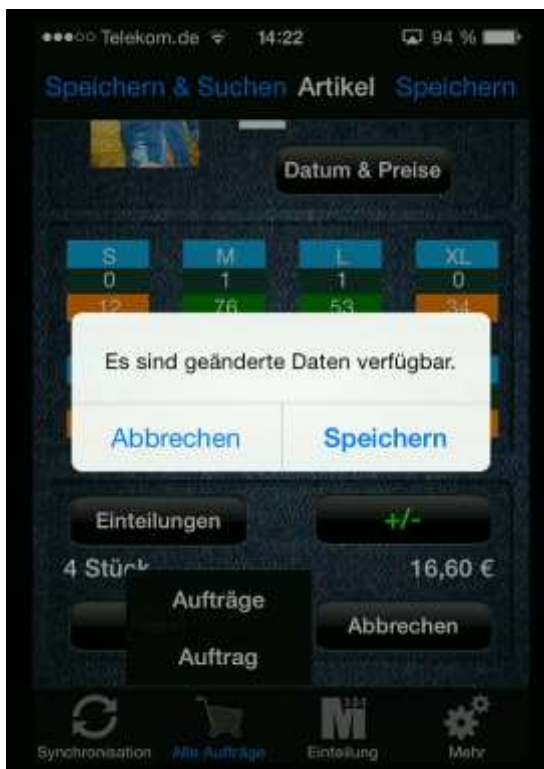 Telekom.de 14:22 94 %
Speichern & Suchen Artikel Speichern
Datum & Preise
S M L XL
0 1 1 0
12 76 53 34
Es sind geänderte Daten verfügbar.
Abbrechen Speichern
Einteilungen +/-
4 Stück 16,60 €
Aufträge
Abbrechen
Auftrag
Synchronisation Alle Aufträge Einteilung Mehr